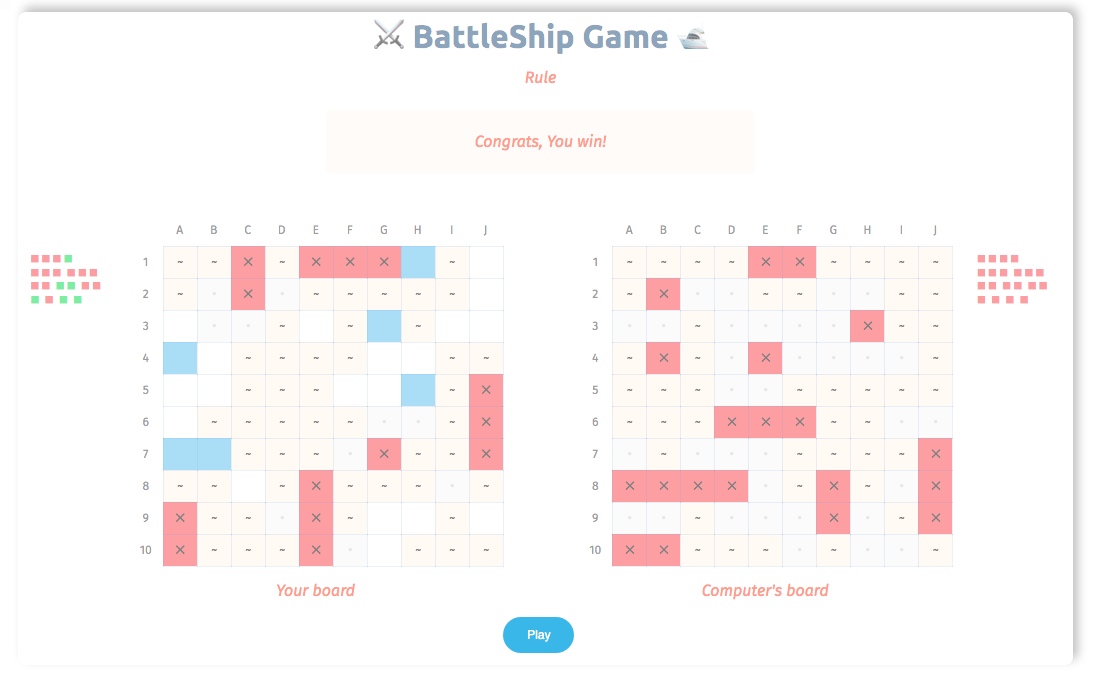 BattleShip Game
Rule
Congrats, You win!
A B C D E F G H I J
1
2
3
4
5
6
7
8
9
10
Your board
A B C D E F G H I J
1
2
3
4
5
6
7
8
9
10
Computer's board
Play